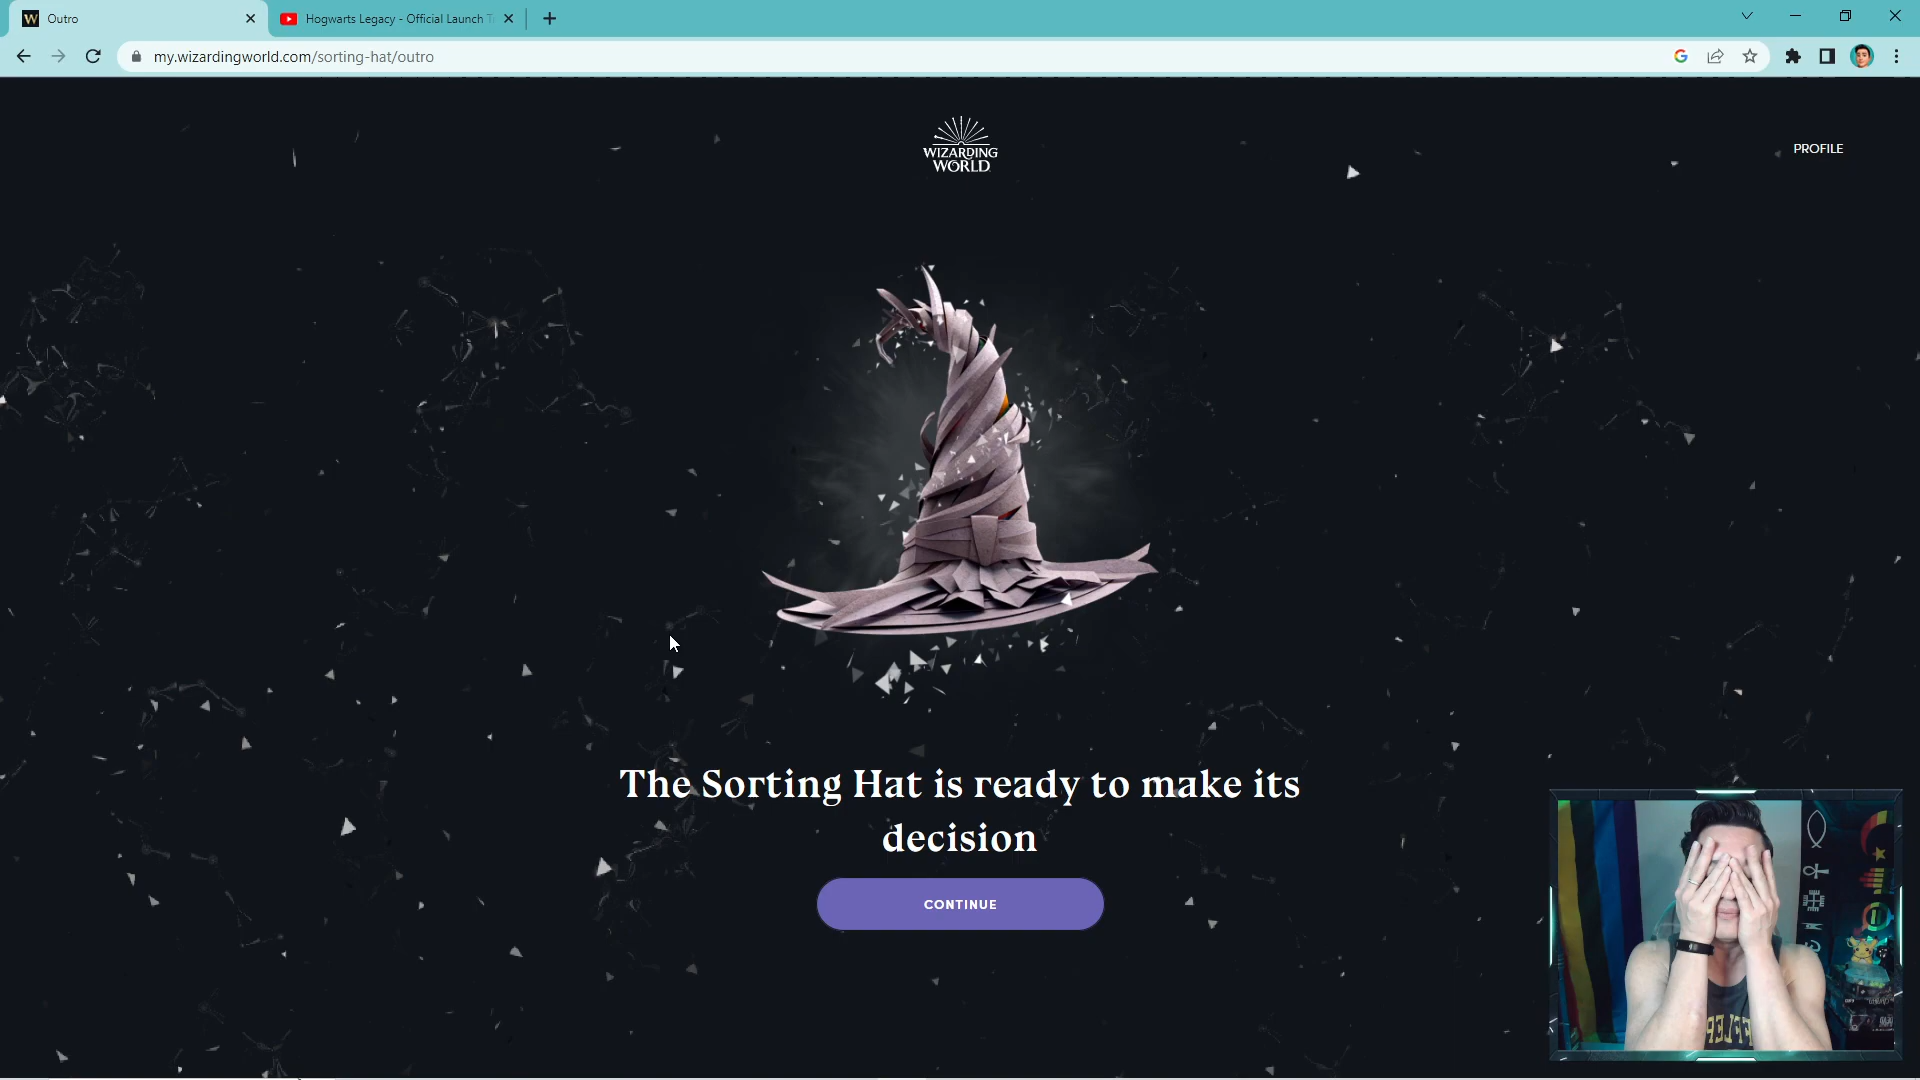 Outro
Hogwarts Legacy - Official Launch T
my.wizardingworld.com/sorting-hat/outro
WIZARDING
WORLD
PROFILE
The Sorting Hat is ready to make its
decision
CONTINUE